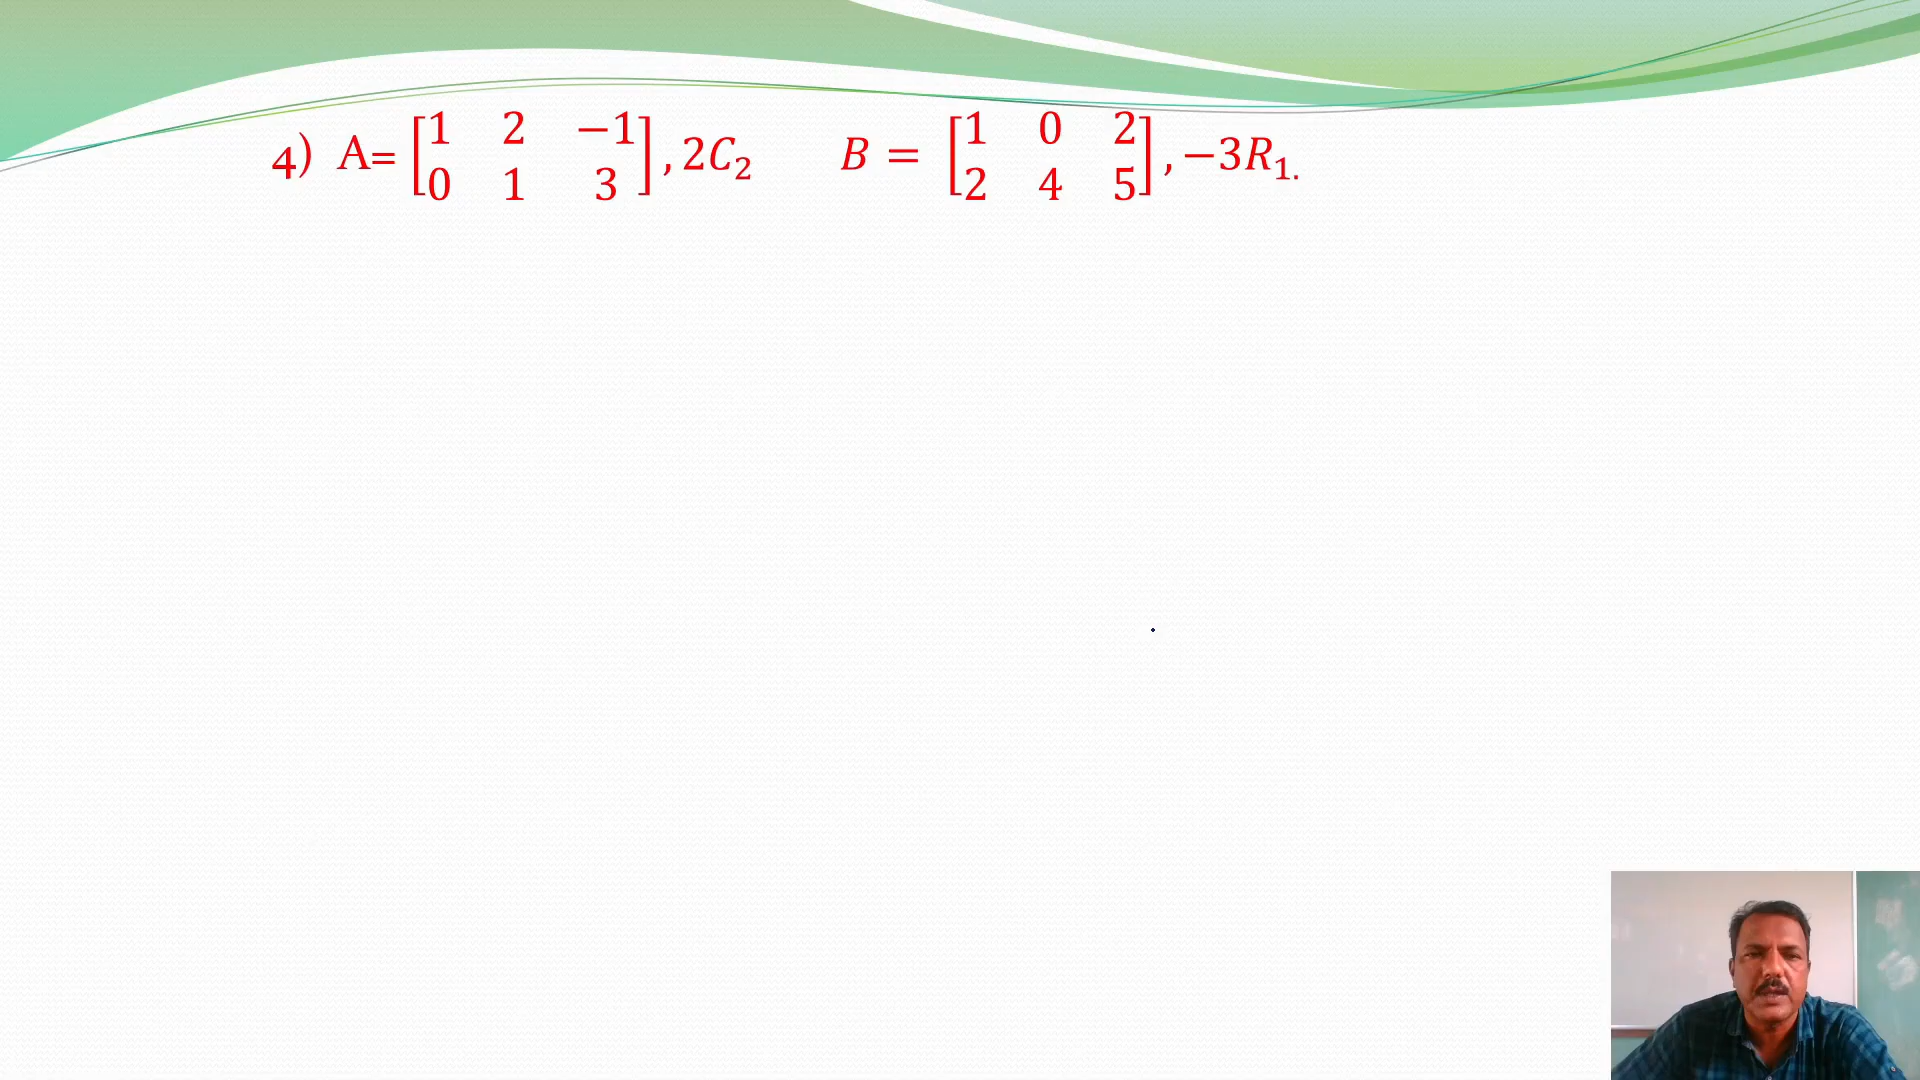 4) A= [1 2 −1
0 1 3], 2C₂ B = [1 0 2
2 4 5], −3R₁.